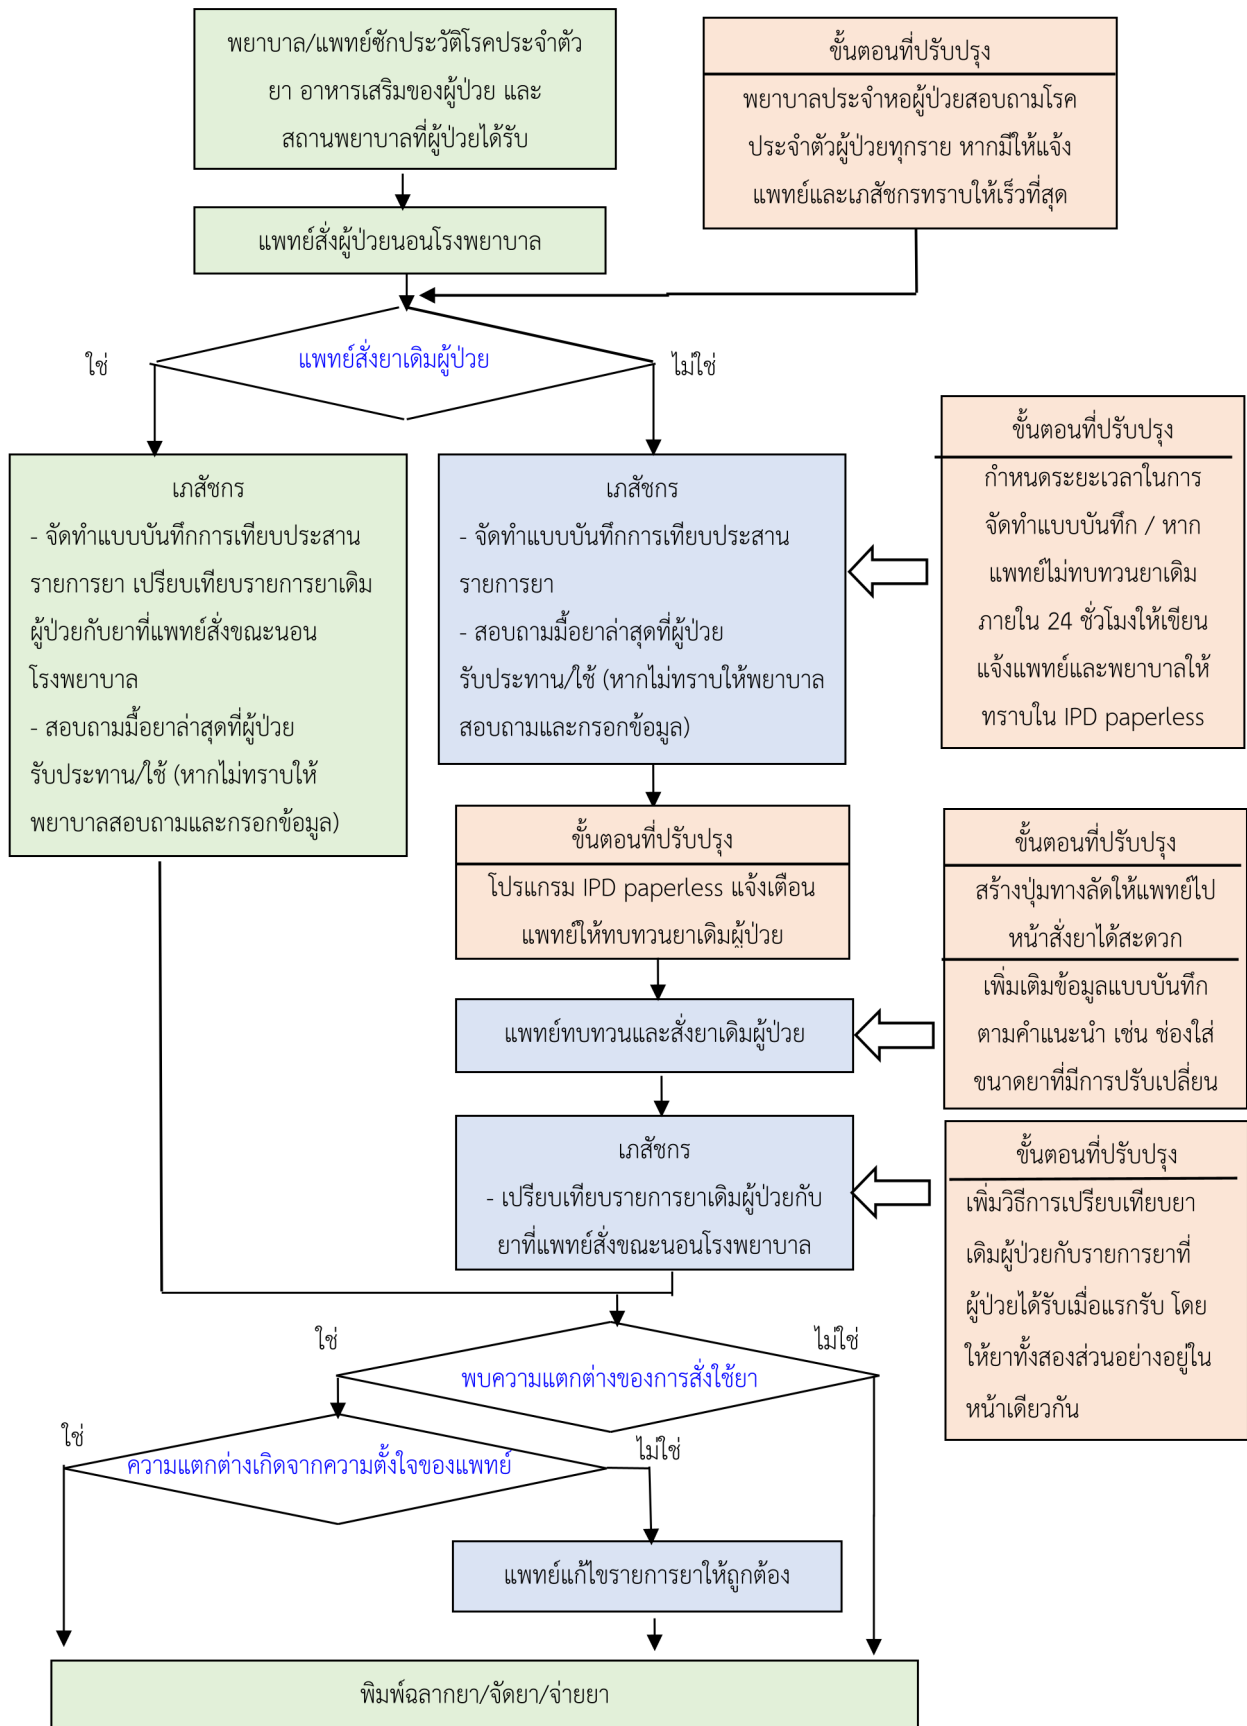 พยาบาล/แพทย์ซักประวัติโรคประจำตัว
ยา อาหารเสริมของผู้ป่วย และ
สถานพยาบาลที่ผู้ป่วยได้รับ
ขั้นตอนที่ปรับปรุง
พยาบาลประจำหอผู้ป่วยสอบถามโรค
ประจำตัวผู้ป่วยทุกราย หากมีให้แจ้ง
แพทย์และเภสัชกรทราบให้เร็วที่สุด
แพทย์สั่งผู้ป่วยนอนโรงพยาบาล
แพทย์สั่งยาเดิมผู้ป่วย
ใช่
ไม่ใช่
เภสัชกร
- จัดทำแบบบันทึกการเทียบประสาน
รายการยา เปรียบเทียบรายการยาเดิม
ผู้ป่วยกับยาที่แพทย์สั่งขณะนอน
โรงพยาบาล
- สอบถามมื้อยาล่าสุดที่ผู้ป่วย
รับประทาน/ใช้ (หากไม่ทราบให้
พยาบาลสอบถามและกรอกข้อมูล)
เภสัชกร
- จัดทำแบบบันทึกการเทียบประสาน
รายการยา
- สอบถามมื้อยาล่าสุดที่ผู้ป่วย
รับประทาน/ใช้ (หากไม่ทราบให้พยาบาล
สอบถามและกรอกข้อมูล)
ขั้นตอนที่ปรับปรุง
กำหนดระยะเวลาในการ
จัดทำแบบบันทึก / หาก
แพทย์ไม่ทบทวนยาเดิม
ภายใน 24 ชั่วโมงให้เขียน
แจ้งแพทย์และพยาบาลให้
ทราบใน IPD paperless
ขั้นตอนที่ปรับปรุง
โปรแกรม IPD paperless แจ้งเตือน
แพทย์ให้ทบทวนยาเดิมผู้ป่วย
ขั้นตอนที่ปรับปรุง
สร้างปุ่มทางลัดให้แพทย์ไป
หน้าสั่งยาได้สะดวก
เพิ่มเติมข้อมูลแบบบันทึก
ตามคำแนะนำ เช่น ช่องใส่
ขนาดยาที่มีการปรับเปลี่ยน
แพทย์ทบทวนและสั่งยาเดิมผู้ป่วย
เภสัชกร
- เปรียบเทียบรายการยาเดิมผู้ป่วยกับ
ยาที่แพทย์สั่งขณะนอนโรงพยาบาล
ขั้นตอนที่ปรับปรุง
เพิ่มวิธีการเปรียบเทียบยา
เดิมผู้ป่วยกับรายการยาที่
ผู้ป่วยได้รับเมื่อแรกรับ โดย
ให้ยาทั้งสองส่วนอย่างอยู่ใน
หน้าเดียวกัน
ใช่
ไม่ใช่
พบความแตกต่างของการสั่งใช้ยา
ใช่
ไม่ใช่
ความแตกต่างเกิดจากความตั้งใจของแพทย์
แพทย์แก้ไขรายการยาให้ถูกต้อง
พิมพ์ฉลากยา/จัดยา/จ่ายยา